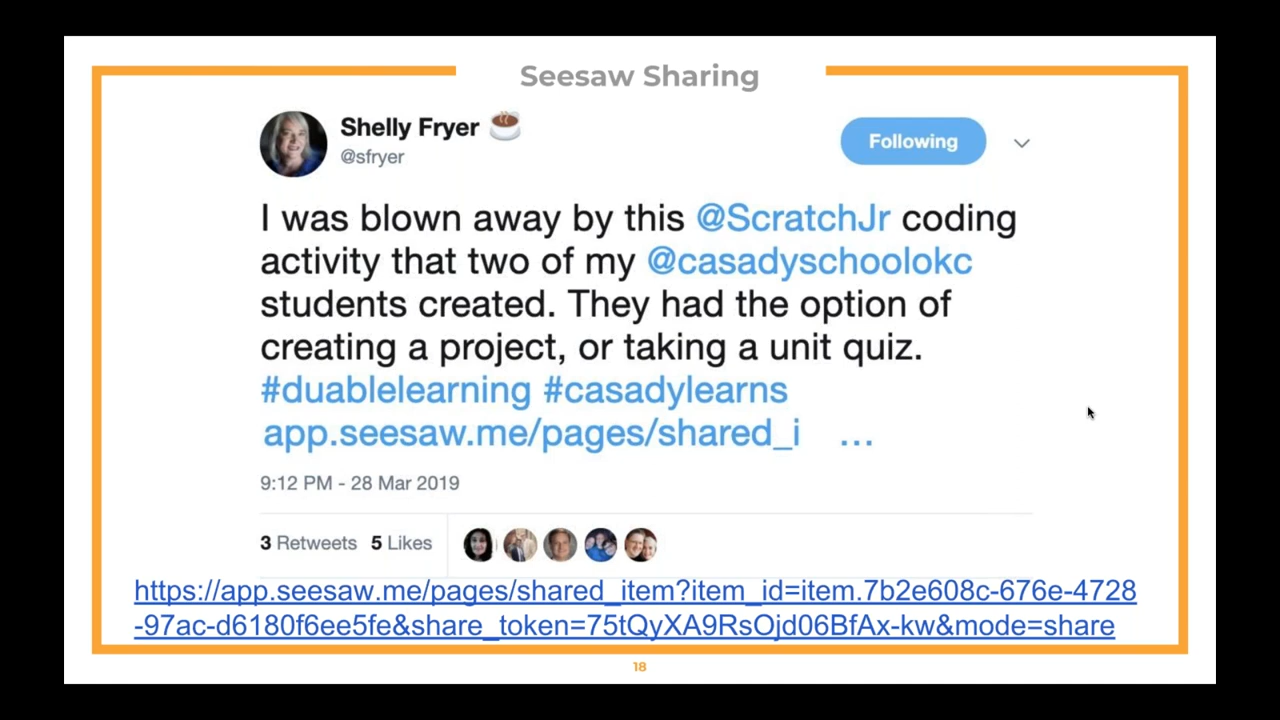 Seesaw Sharing
Shelly Fryer ☕
@sfryer
Following
I was blown away by this @ScratchJr coding
activity that two of my @casadyschoolokc
students created. They had the option of
creating a project, or taking a unit quiz.
#duablelearning #casadylearns
app.seesaw.me/pages/shared_i …
9:12 PM - 28 Mar 2019
3 Retweets 5 Likes
https://app.seesaw.me/pages/shared_item?item_id=item.7b2e608c-676e-4728
-97ac-d6180f6ee5fe&share_token=75tQyXA9RsOjd06BfAx-kw&mode=share
18